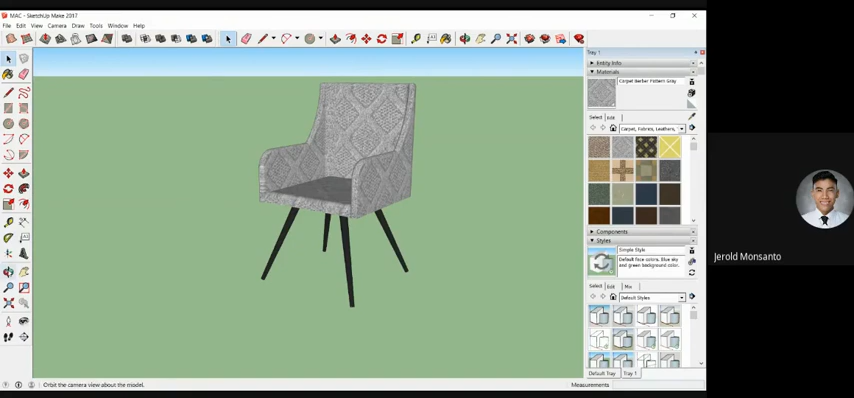 MAC - SketchUp Make 2017
File Edit View Camera Draw Tools Window Help
Tray 1
Entity Info
Materials
Carpet Berber Pattern Gray
Select Edit
Carpet, Fabrics, Leathers,
Components
Styles
Simple Style
Default face colors. Blue sky
and green background color.
Select Edit Mix
Default Styles
Default Tray Tray 1
Orbit the camera view about the model.
Measurements
Jerold Monsanto